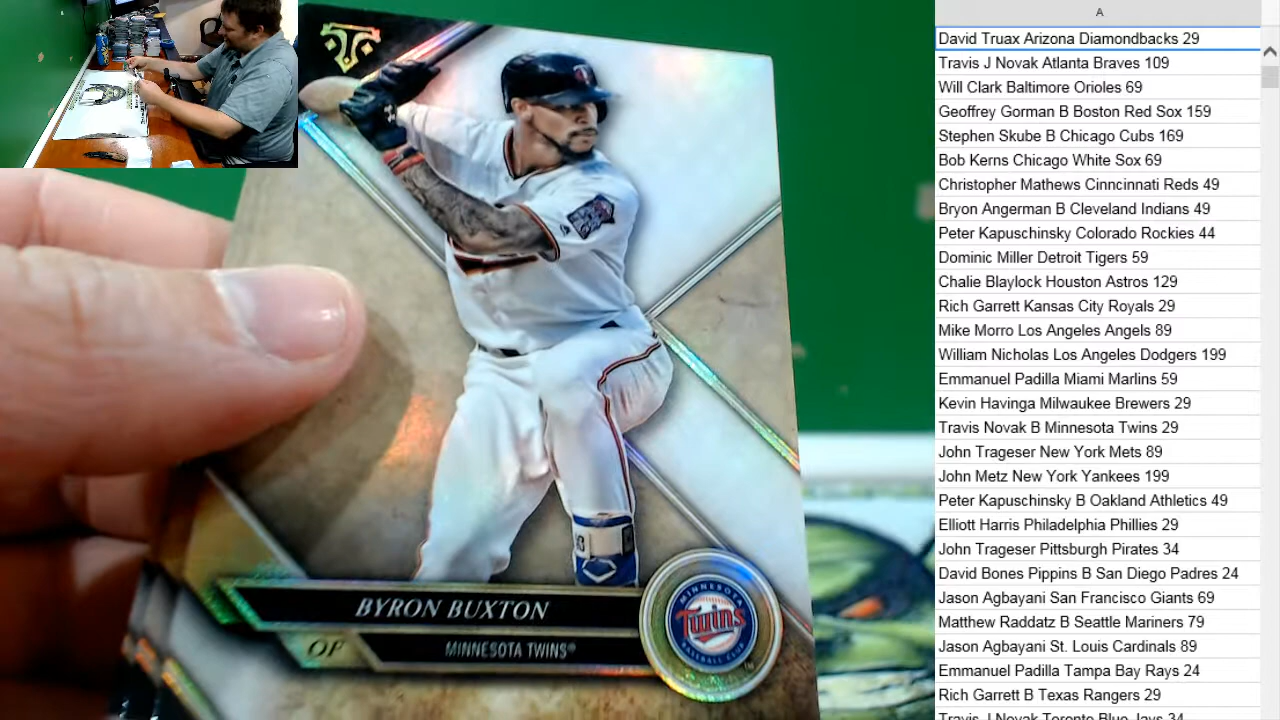 BYRON BUXTON
OF
MINNESOTA TWINS®
MINNESOTA
Twins
BASEBALL CLUB
A
David Truax Arizona Diamondbacks 29
Travis J Novak Atlanta Braves 109
Will Clark Baltimore Orioles 69
Geoffrey Gorman B Boston Red Sox 159
Stephen Skube B Chicago Cubs 169
Bob Kerns Chicago White Sox 69
Christopher Mathews Cinncinnati Reds 49
Bryon Angerman B Cleveland Indians 49
Peter Kapuschinsky Colorado Rockies 44
Dominic Miller Detroit Tigers 59
Chalie Blaylock Houston Astros 129
Rich Garrett Kansas City Royals 29
Mike Morro Los Angeles Angels 89
William Nicholas Los Angeles Dodgers 199
Emmanuel Padilla Miami Marlins 59
Kevin Havinga Milwaukee Brewers 29
Travis Novak B Minnesota Twins 29
John Trageser New York Mets 89
John Metz New York Yankees 199
Peter Kapuschinsky B Oakland Athletics 49
Elliott Harris Philadelphia Phillies 29
John Trageser Pittsburgh Pirates 34
David Bones Pippins B San Diego Padres 24
Jason Agbayani San Francisco Giants 69
Matthew Raddatz B Seattle Mariners 79
Jason Agbayani St. Louis Cardinals 89
Emmanuel Padilla Tampa Bay Rays 24
Rich Garrett B Texas Rangers 29
Travis J Novak Toronto Blue Jays 34